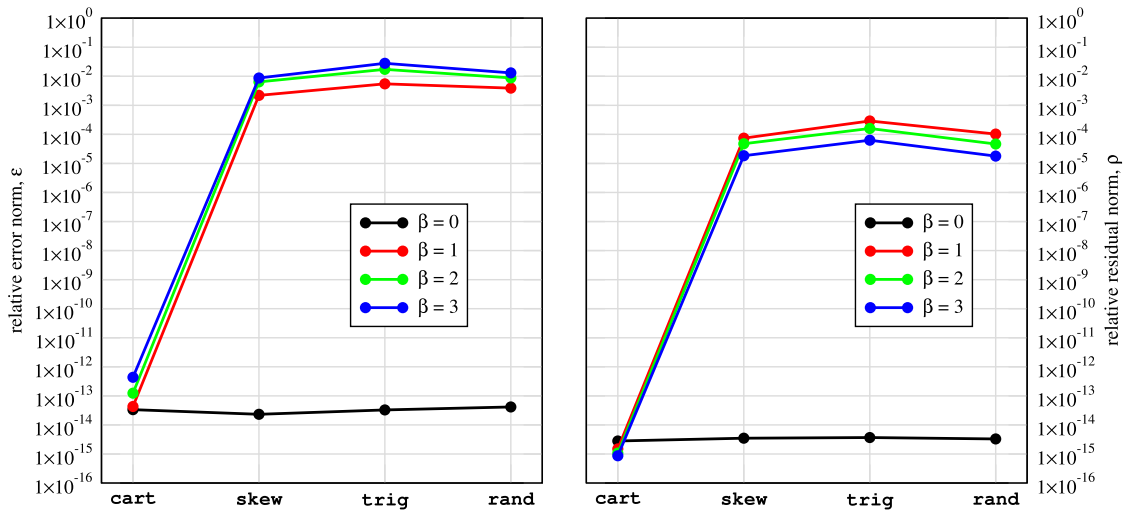 1×10⁰
1×10⁻¹
1×10⁻²
1×10⁻³
1×10⁻⁴
1×10⁻⁵
1×10⁻⁶
1×10⁻⁷
1×10⁻⁸
1×10⁻⁹
1×10⁻¹⁰
1×10⁻¹¹
1×10⁻¹²
1×10⁻¹³
1×10⁻¹⁴
1×10⁻¹⁵
1×10⁻¹⁶
relative error norm, ε
cart skew trig rand
β = 0
β = 1
β = 2
β = 3
cart skew trig rand
β = 0
β = 1
β = 2
β = 3
1×10⁰
1×10⁻¹
1×10⁻²
1×10⁻³
1×10⁻⁴
1×10⁻⁵
1×10⁻⁶
1×10⁻⁷
1×10⁻⁸
1×10⁻⁹
1×10⁻¹⁰
1×10⁻¹¹
1×10⁻¹²
1×10⁻¹³
1×10⁻¹⁴
1×10⁻¹⁵
1×10⁻¹⁶
relative residual norm, ρ